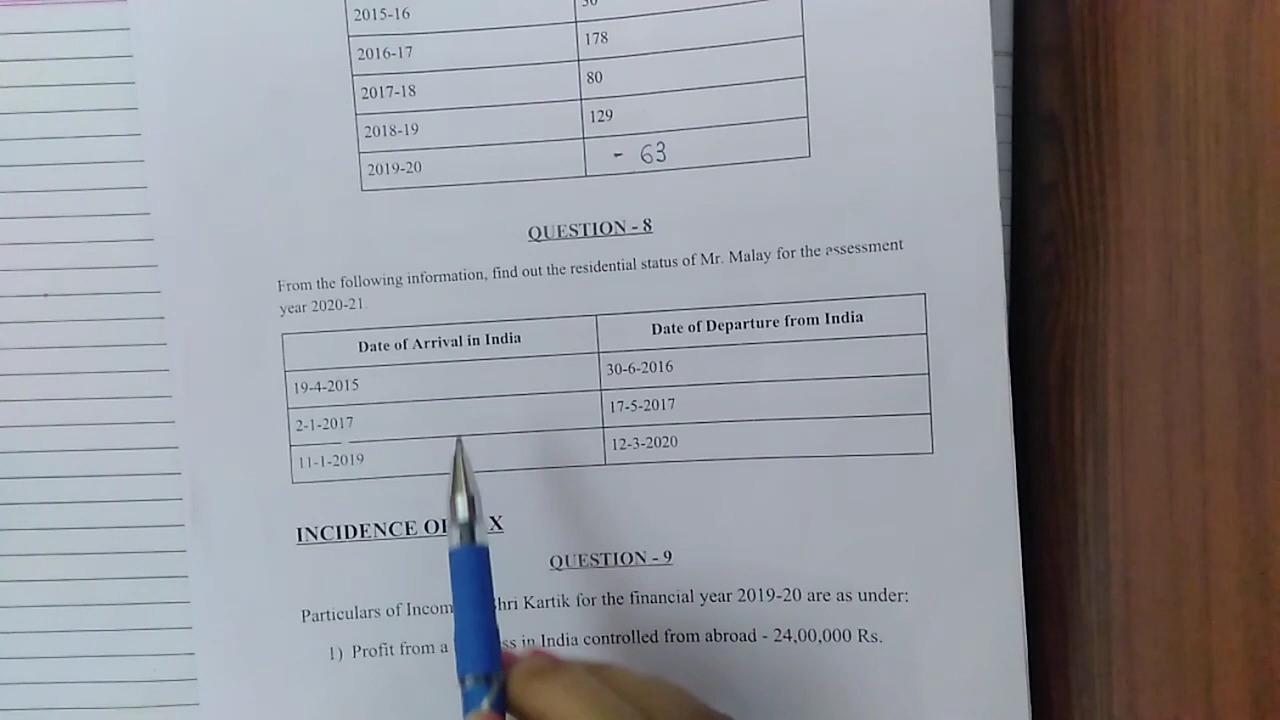 2015-16
2016-17 178
2017-18 80
2018-19 129
2019-20 - 63
QUESTION - 8
From the following information, find out the residential status of Mr. Malay for the assessment
year 2020-21.
Date of Arrival in India Date of Departure from India
19-4-2015 30-6-2016
2-1-2017 17-5-2017
11-1-2019 12-3-2020
INCIDENCE X
QUESTION - 9
Particulars of Kartik for the financial year 2019-20 are as under:
1) Profit from a in India controlled from abroad - 24,00,000 Rs.